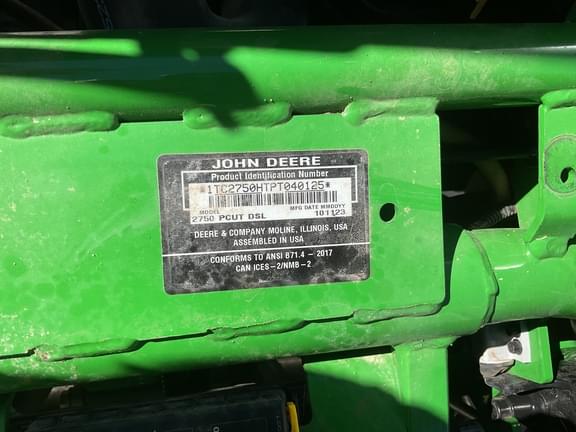 JOHN DEERE
Product Identification Number
*1TC2750HTPT040125*
MODEL MFG DATE MMDDYY
2750 PCUT DSL 101123
DEERE & COMPANY MOLINE, ILLINOIS, USA
ASSEMBLED IN USA
CONFORMS TO ANSI B71.4 - 2017
CAN ICES-2/NMB-2